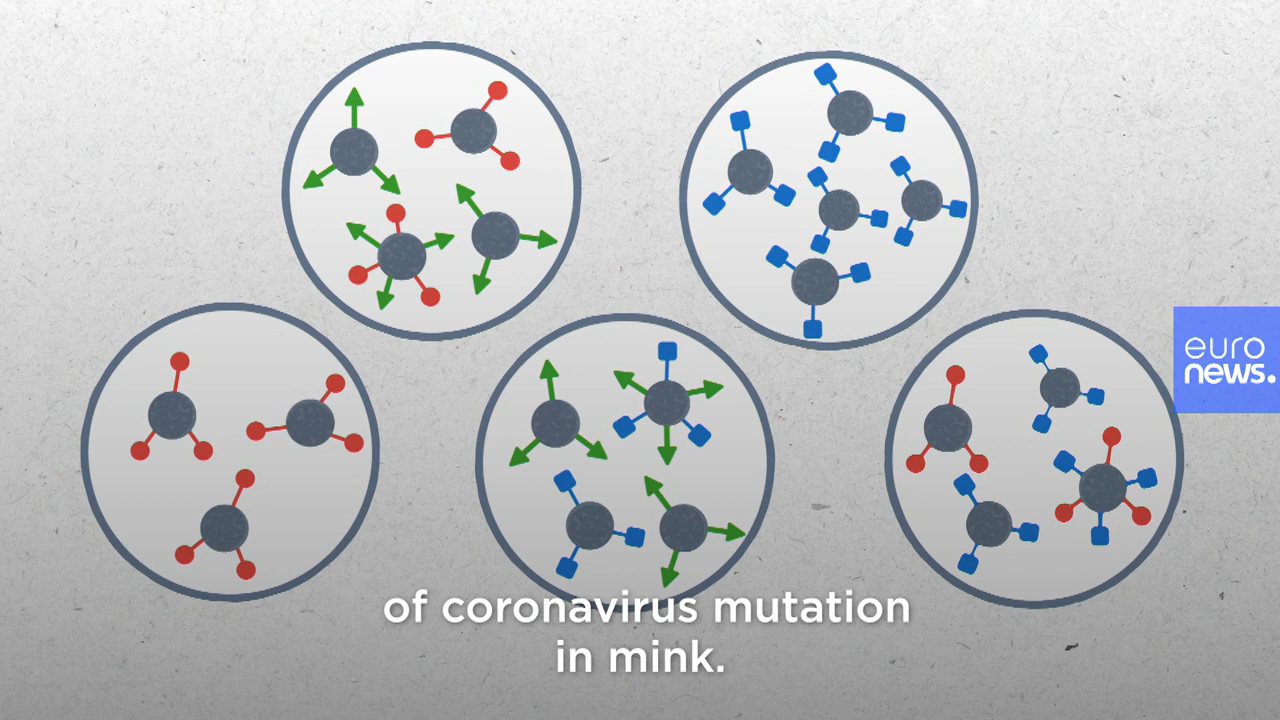 euro
news.
of coronavirus mutation
in mink.